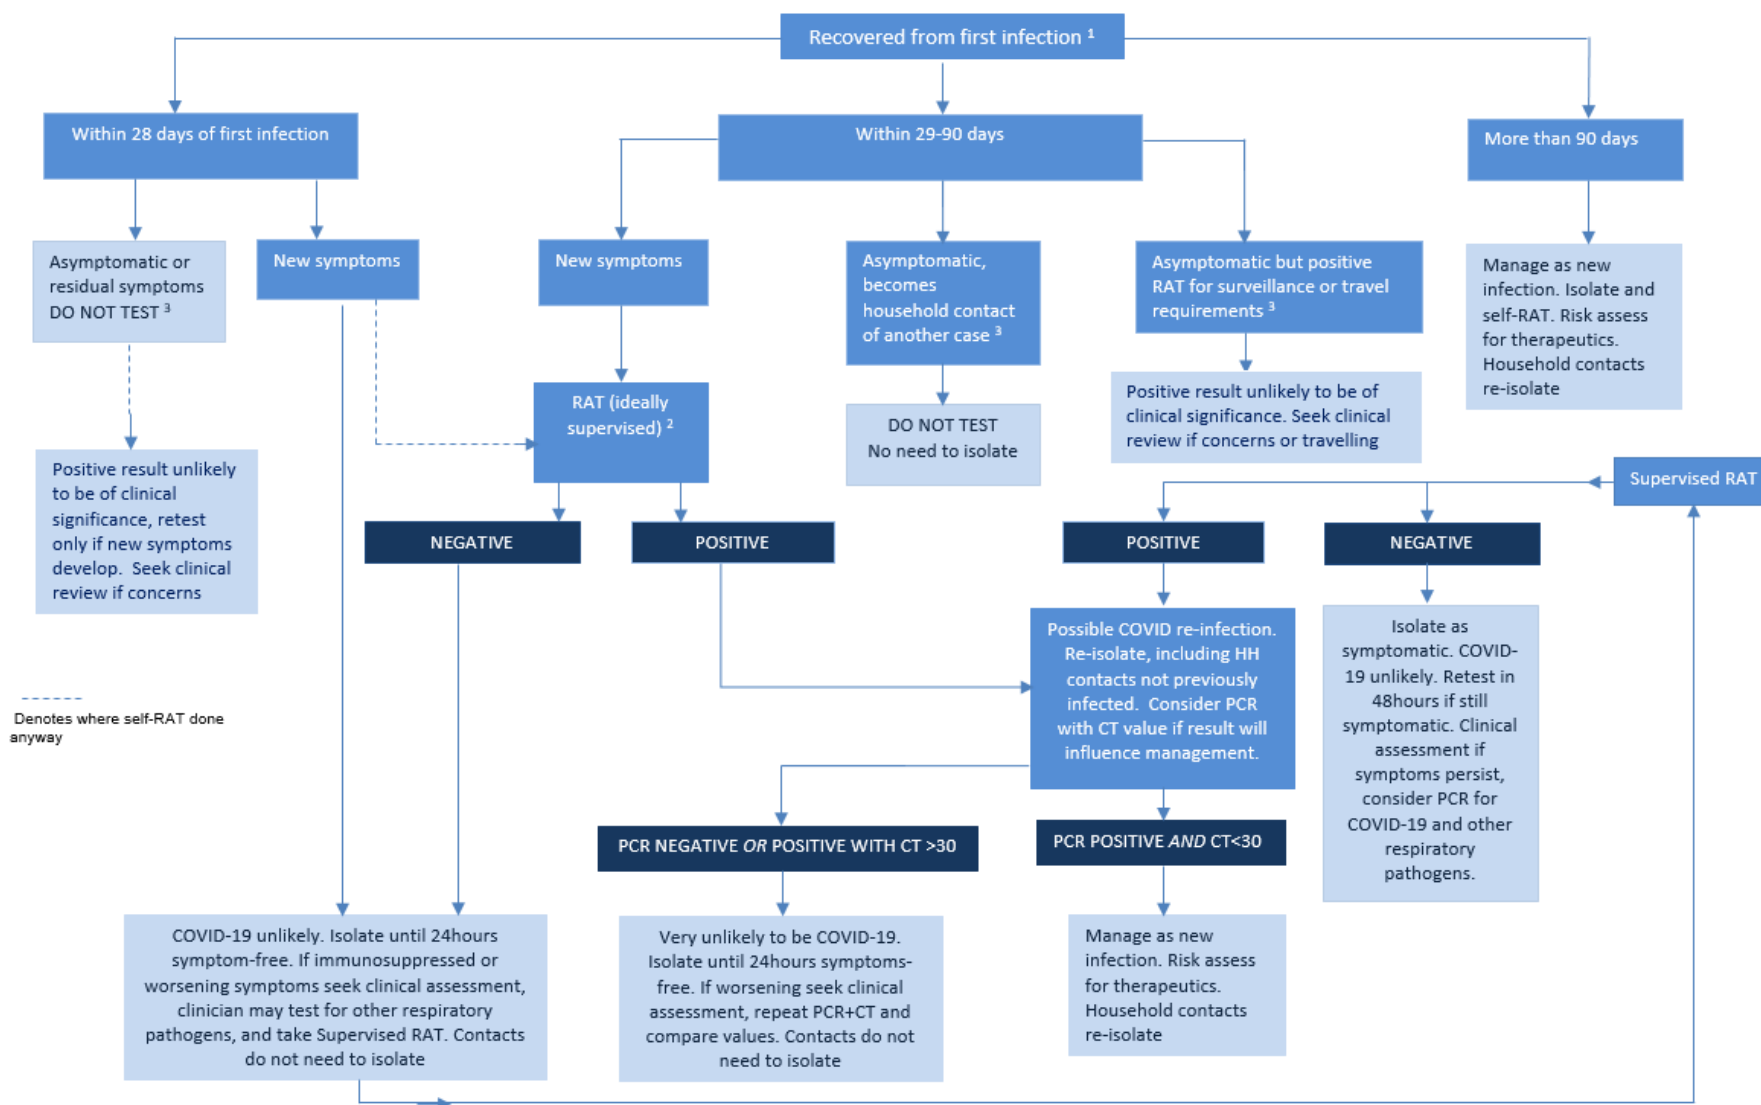 Recovered from first infection 1
Within 28 days of first infection
Within 29-90 days
More than 90 days
Asymptomatic or
residual symptoms
DO NOT TEST 3
New symptoms
New symptoms
Asymptomatic,
becomes
household contact
of another case 3
Asymptomatic but positive
RAT for surveillance or travel
requirements 3
Manage as new
infection. Isolate and
self-RAT. Risk assess
for therapeutics.
Household contacts
re-isolate
RAT (ideally
supervised) 2
DO NOT TEST
No need to isolate
Positive result unlikely to be of
clinical significance. Seek clinical
review if concerns or travelling
Positive result unlikely
to be of clinical
significance, retest
only if new symptoms
develop. Seek clinical
review if concerns
Supervised RAT
NEGATIVE
POSITIVE
POSITIVE
NEGATIVE
Possible COVID re-infection.
Re-isolate, including HH
contacts not previously
infected. Consider PCR
with CT value if result will
influence management.
Isolate as
symptomatic. COVID-
19 unlikely. Retest in
48hours if still
symptomatic. Clinical
assessment if
symptoms persist,
consider PCR for
COVID-19 and other
respiratory
pathogens.
Denotes where self-RAT done
anyway
PCR NEGATIVE OR POSITIVE WITH CT >30
PCR POSITIVE AND CT<30
COVID-19 unlikely. Isolate until 24hours
symptom-free. If immunosuppressed or
worsening symptoms seek clinical assessment,
clinician may test for other respiratory
pathogens, and take Supervised RAT. Contacts
do not need to isolate
Very unlikely to be COVID-19.
Isolate until 24hours symptoms-
free. If worsening seek clinical
assessment, repeat PCR+CT and
compare values. Contacts do not
need to isolate
Manage as new
infection. Risk assess
for therapeutics.
Household contacts
re-isolate